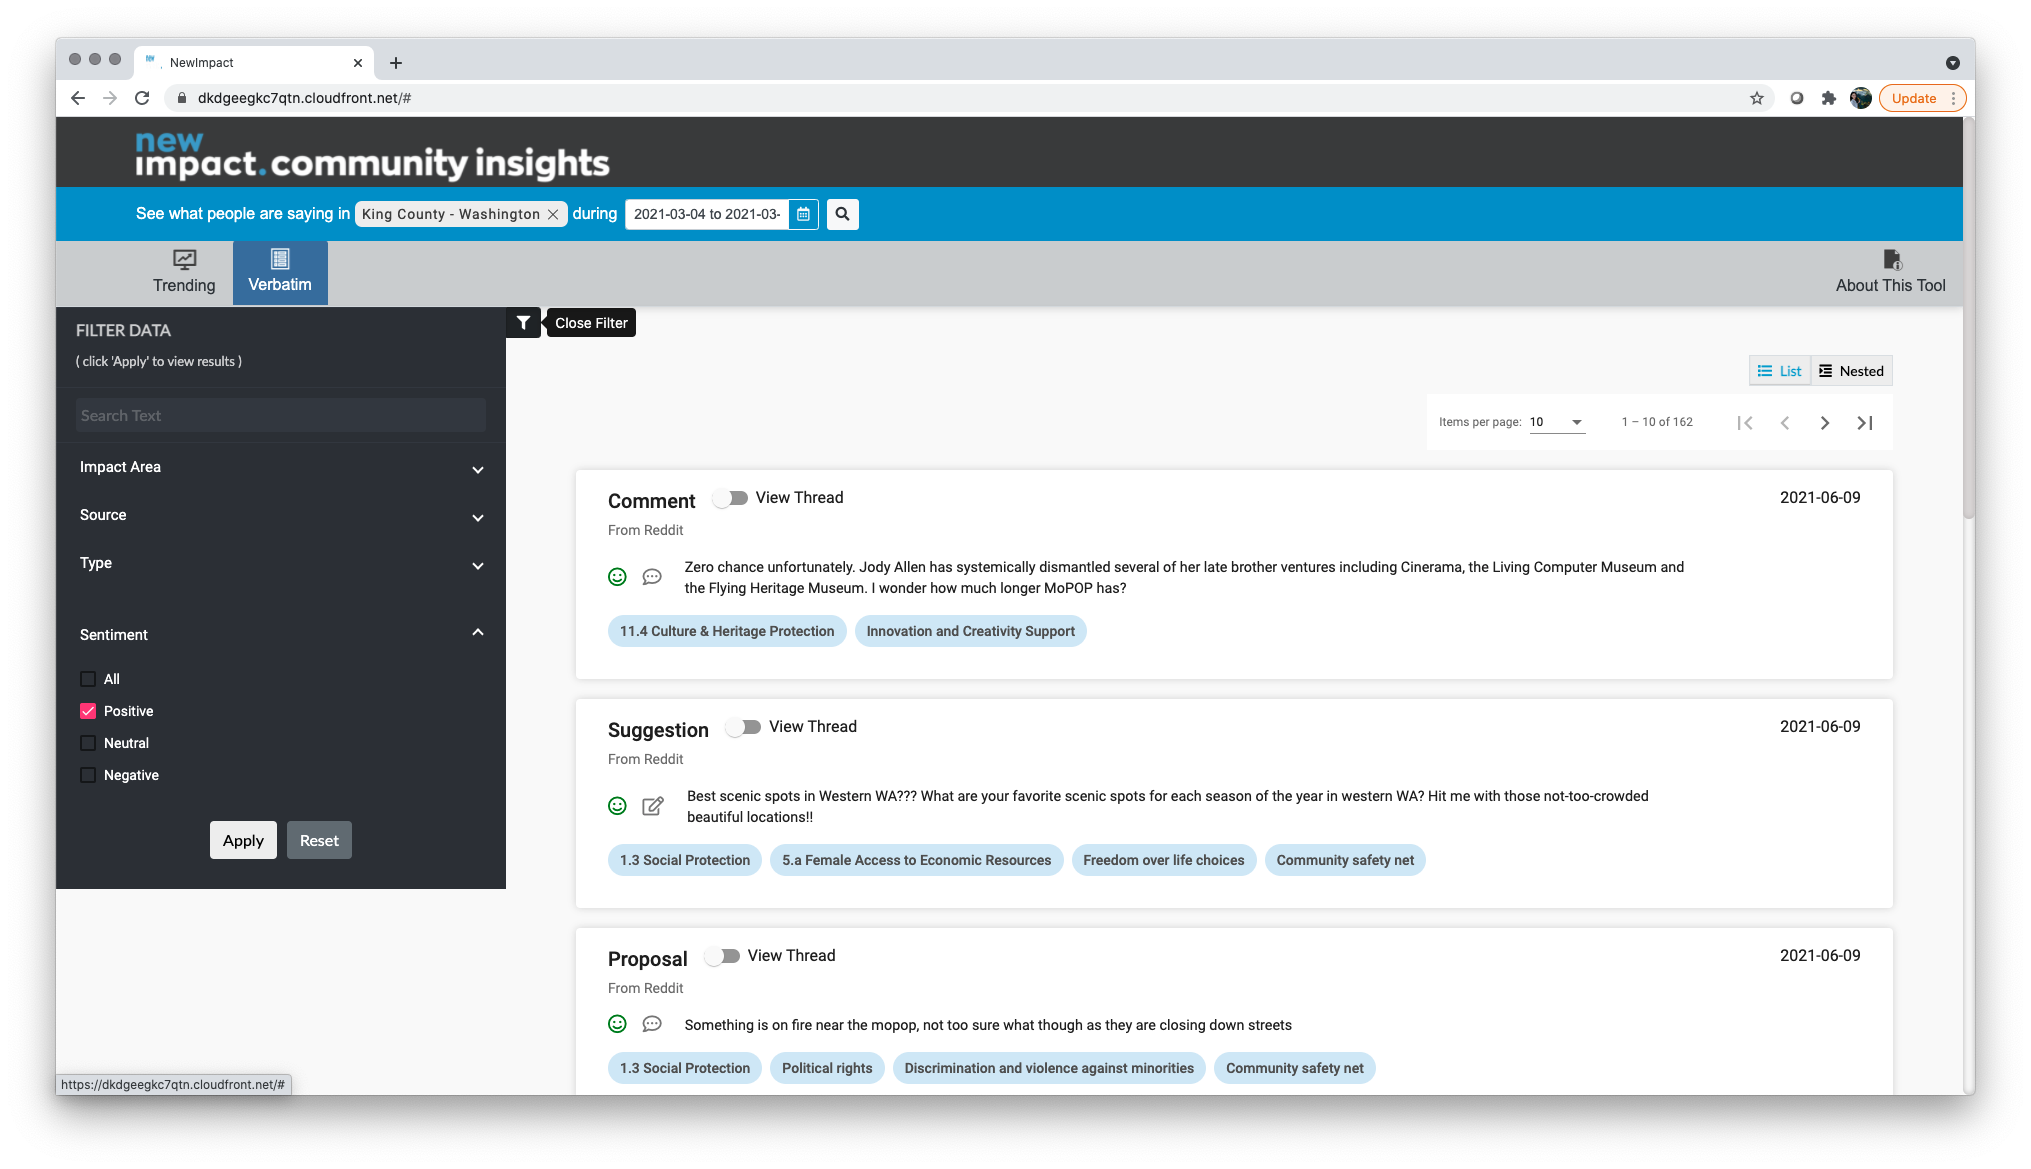 new
NewImpact
dkdgeegkc7qtn.cloudfront.net/#
Update
new
impact.community insights
See what people are saying in King County - Washington during 2021-03-04 to 2021-03-
Trending
Verbatim
About This Tool
FILTER DATA
( click 'Apply' to view results )
Close Filter
Search Text
Impact Area
Source
Type
Sentiment
All
Positive
Neutral
Negative
Apply Reset
List Nested
Items per page: 10 1 – 10 of 162
Comment View Thread 2021-06-09
From Reddit
Zero chance unfortunately. Jody Allen has systemically dismantled several of her late brother ventures including Cinerama, the Living Computer Museum and
the Flying Heritage Museum. I wonder how much longer MoPOP has?
11.4 Culture & Heritage Protection Innovation and Creativity Support
Suggestion View Thread 2021-06-09
From Reddit
Best scenic spots in Western WA??? What are your favorite scenic spots for each season of the year in western WA? Hit me with those not-too-crowded
beautiful locations!!
1.3 Social Protection 5.a Female Access to Economic Resources Freedom over life choices Community safety net
Proposal View Thread 2021-06-09
From Reddit
Something is on fire near the mopop, not too sure what though as they are closing down streets
1.3 Social Protection Political rights Discrimination and violence against minorities Community safety net
https://dkdgeegkc7qtn.cloudfront.net/#